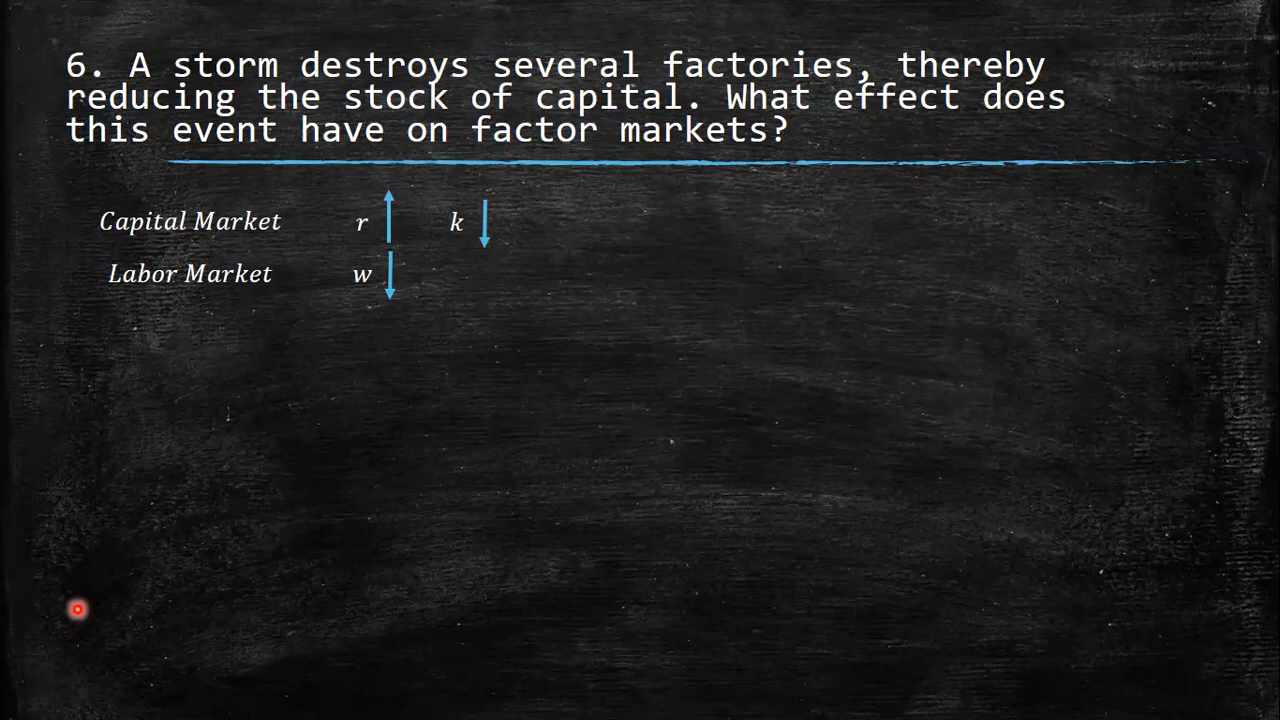 6. A storm destroys several factories, thereby
reducing the stock of capital. What effect does
this event have on factor markets?
Capital Market r k
Labor Market w